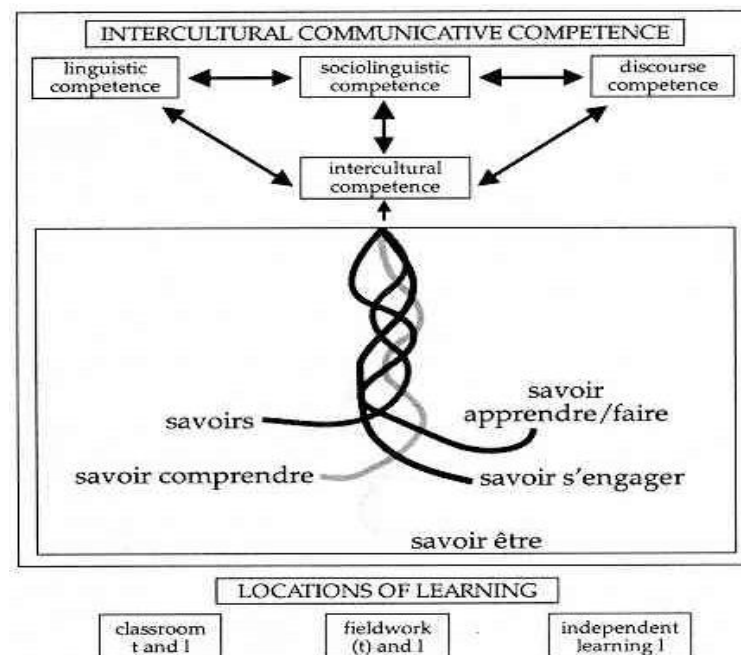 INTERCULTURAL COMMUNICATIVE COMPETENCE
linguistic
competence
sociolinguistic
competence
discourse
competence
intercultural
competence
savoir
apprendre/faire
savoirs
savoir comprendre
savoir s'engager
savoir être
LOCATIONS OF LEARNING
classroom
t and l
fieldwork
(t) and l
independent
learning l